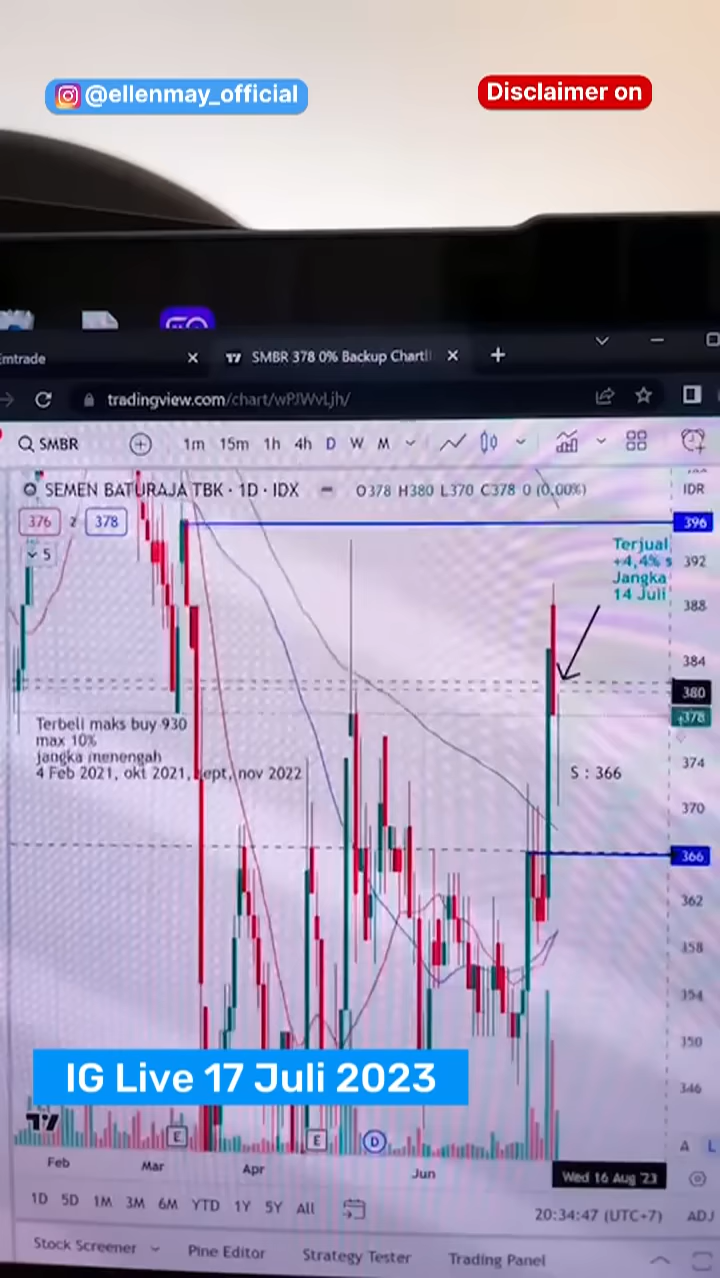 @ellenmay_official
Disclaimer on
Emtrade
SMBR 378 0% Backup Chart
tradingview.com/chart/wPJWvLjh/
SMBR
1m 15m 1h 4h D W M
SEMEN BATURAJA TBK · 1D · IDX
O378 H380 L370 C378 0 (0.00%)
IDR
376 2 378
5
396
Terjual
+4,4% s
Jangka
14 Juli
392
388
384
380
+378
374
370
366
362
358
354
350
346
Terbeli maks buy 930
max 10%
jangka menengah
4 Feb 2021, okt 2021, sept, nov 2022
S : 366
IG Live 17 Juli 2023
E
E
D
A L
Feb Mar Apr Jun
Wed 16 Aug '23
1D 5D 1M 3M 6M YTD 1Y 5Y All
20:34:47 (UTC+7) ADJ
Stock Screener Pine Editor Strategy Tester Trading Panel